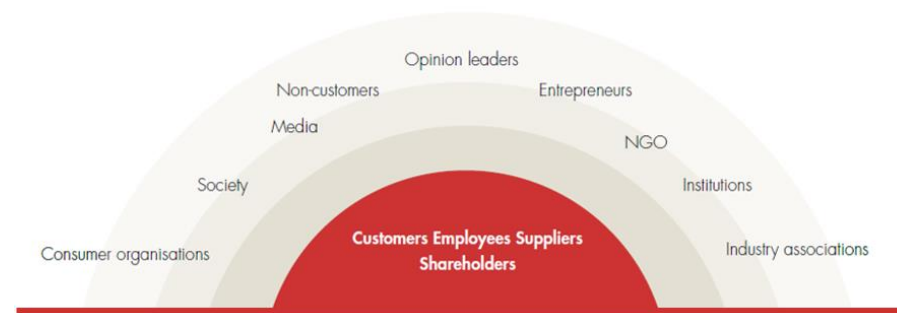 Opinion leaders
Non-customers
Entrepreneurs
Media
NGO
Society
Institutions
Consumer organisations
Industry associations
Customers Employees Suppliers
Shareholders